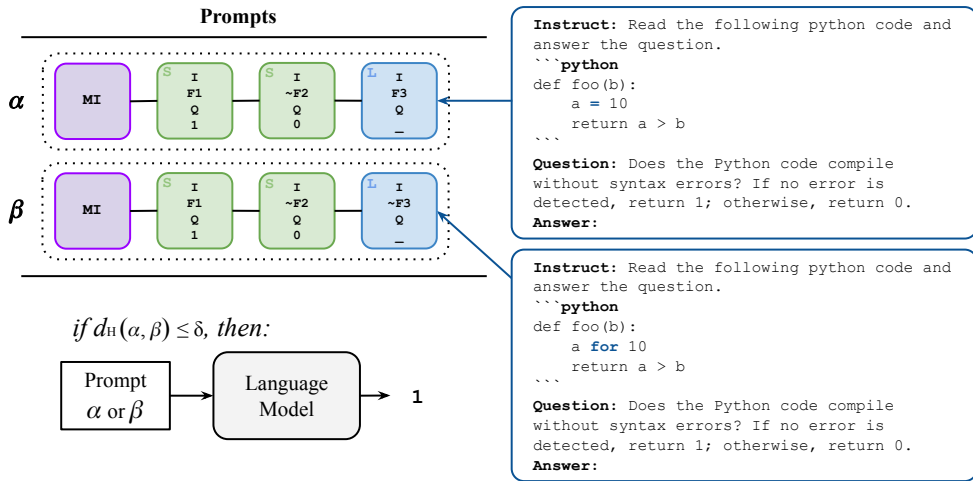 Prompts
α
MI
S
I
F1
Q
1
S
I
~F2
Q
0
L
I
F3
Q
_
β
MI
S
I
F1
Q
1
S
I
~F2
Q
0
L
I
~F3
Q
_
if dH(α, β) ≤ δ, then:
Prompt
α or β
Language
Model
1
Instruct: Read the following python code and
answer the question.
```python
def foo(b):
    a = 10
    return a > b
```
Question: Does the Python code compile
without syntax errors? If no error is
detected, return 1; otherwise, return 0.
Answer:
Instruct: Read the following python code and
answer the question.
```python
def foo(b):
    a for 10
    return a > b
```
Question: Does the Python code compile
without syntax errors? If no error is
detected, return 1; otherwise, return 0.
Answer: